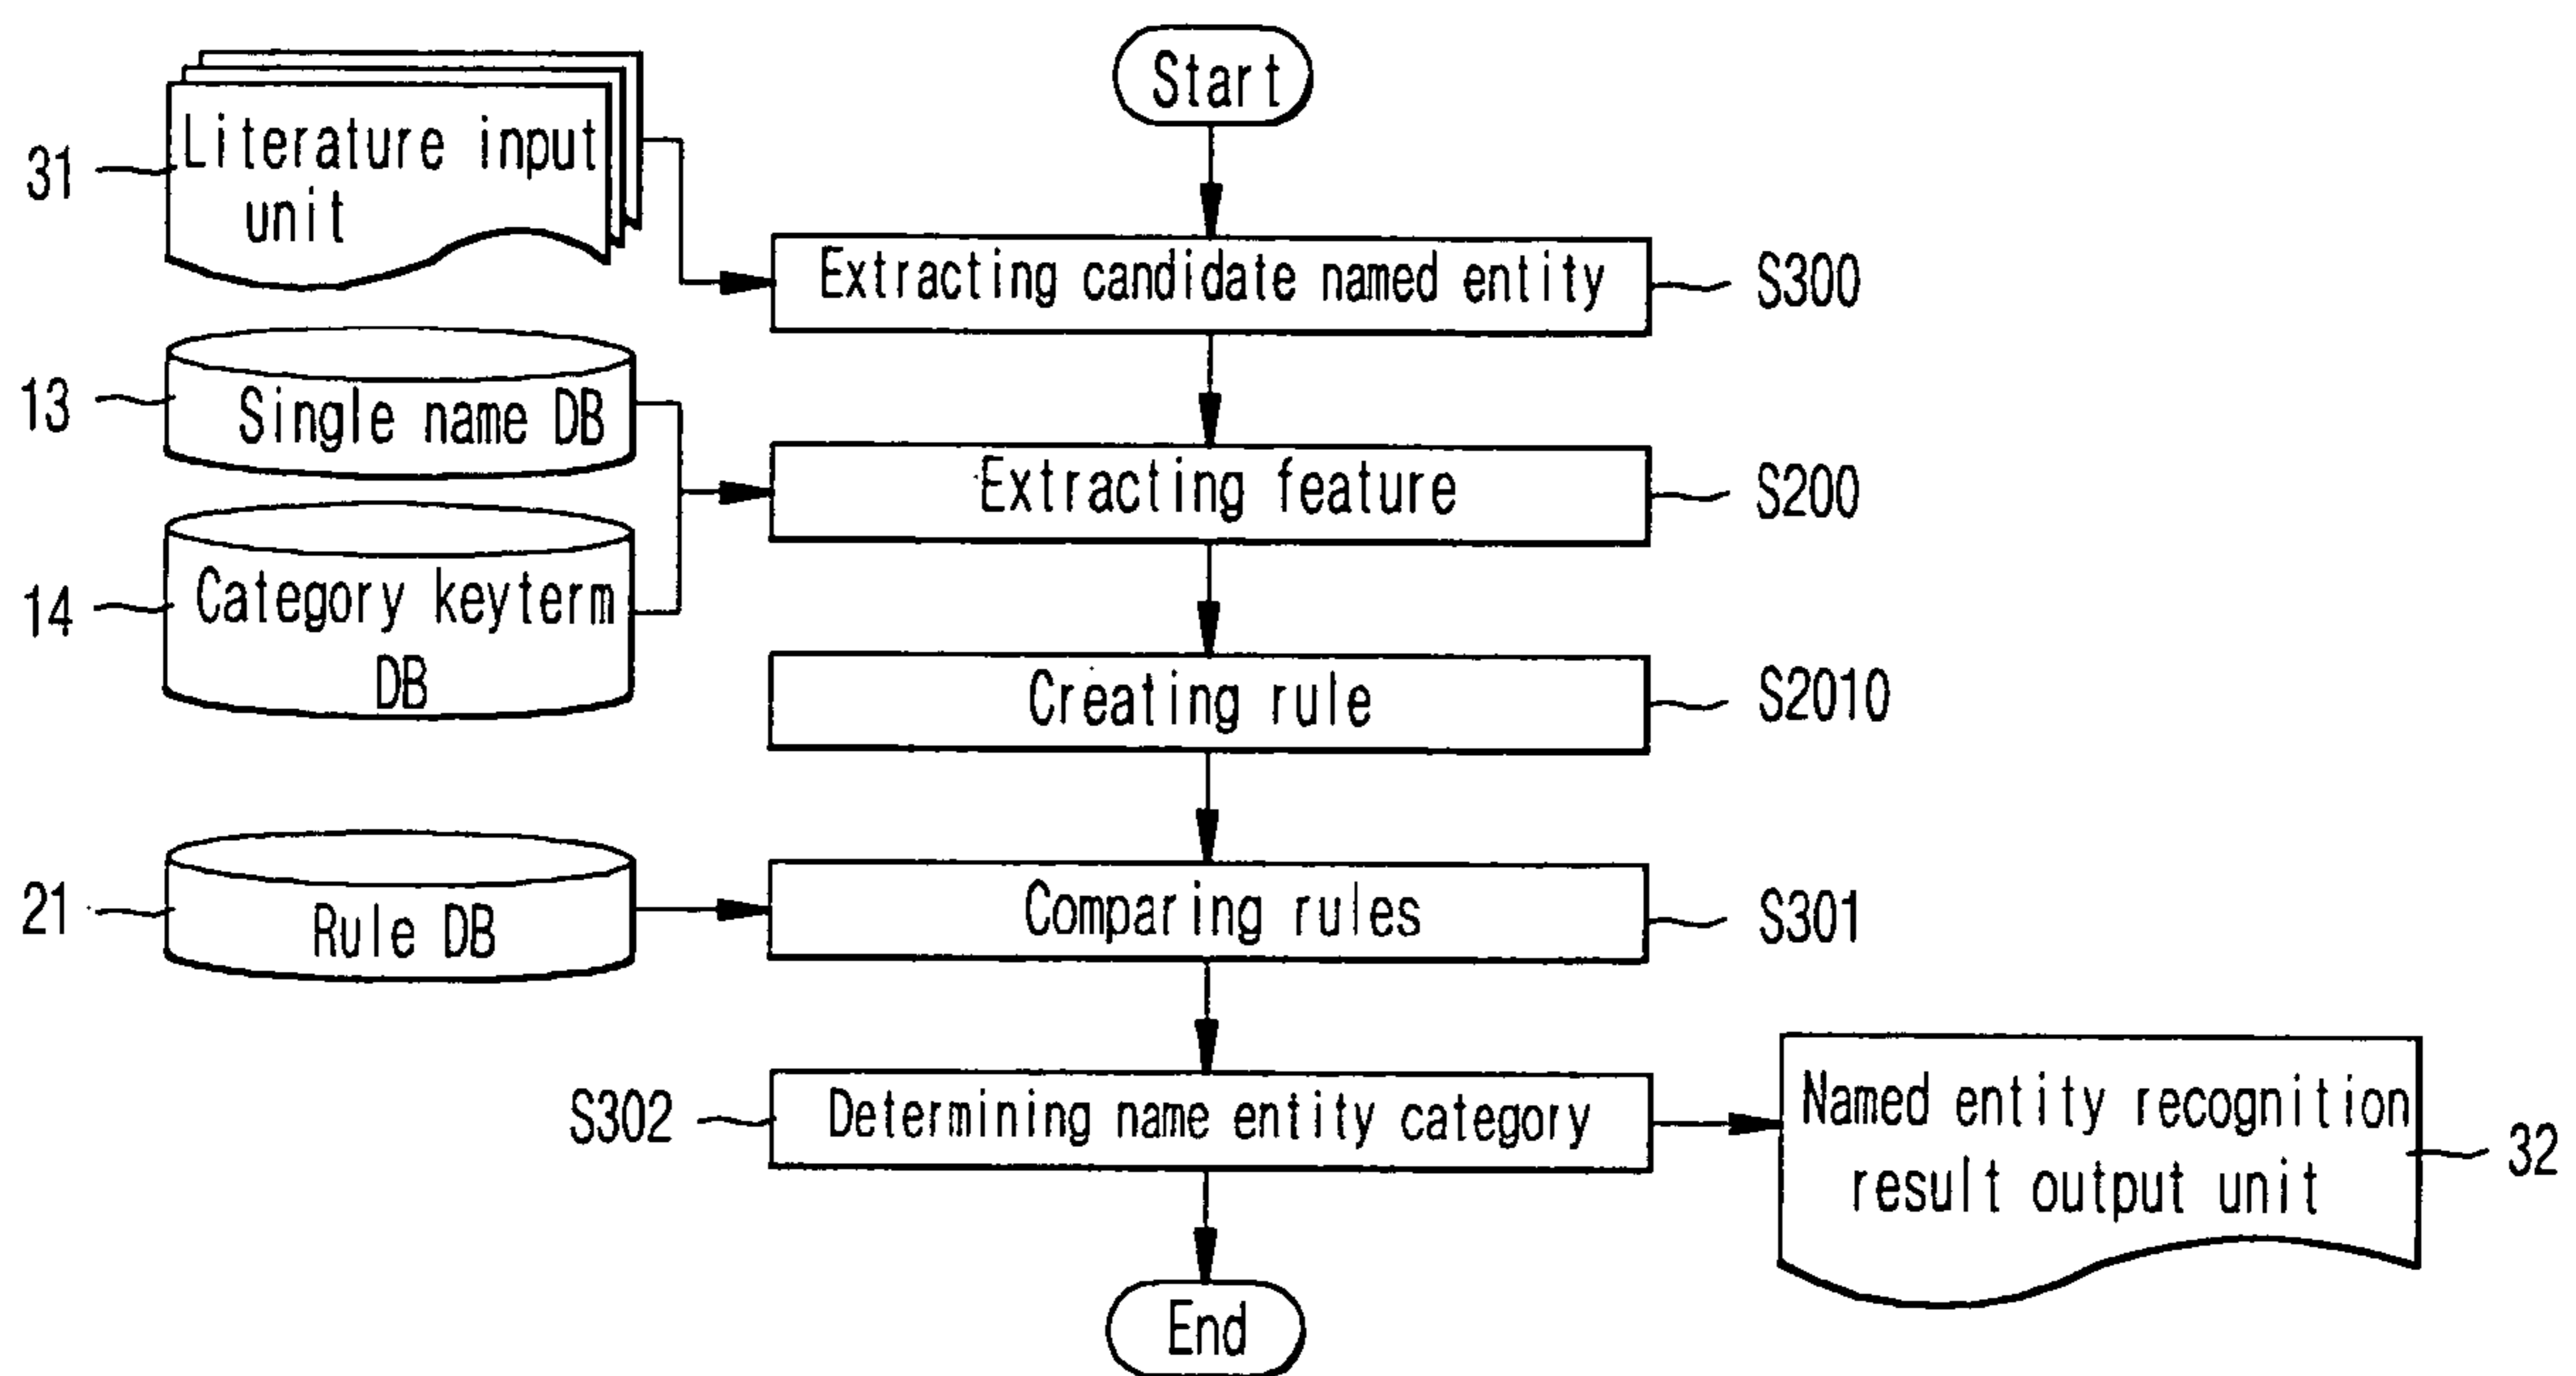 Start
31
Literature input
unit
Extracting candidate named entity
S300
13
Single name DB
Extracting feature
S200
14
Category keyterm
DB
Creating rule
S2010
21
Rule DB
Comparing rules
S301
S302
Determining name entity category
Named entity recognition
result output unit
32
End